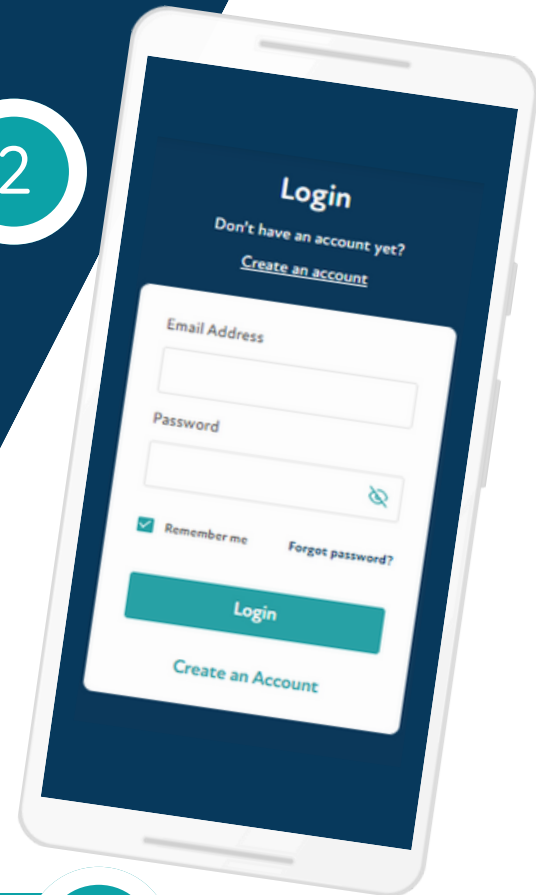 2
Login
Don't have an account yet?
Create an account
Email Address
Password
Remember me
Forgot password?
Login
Create an Account